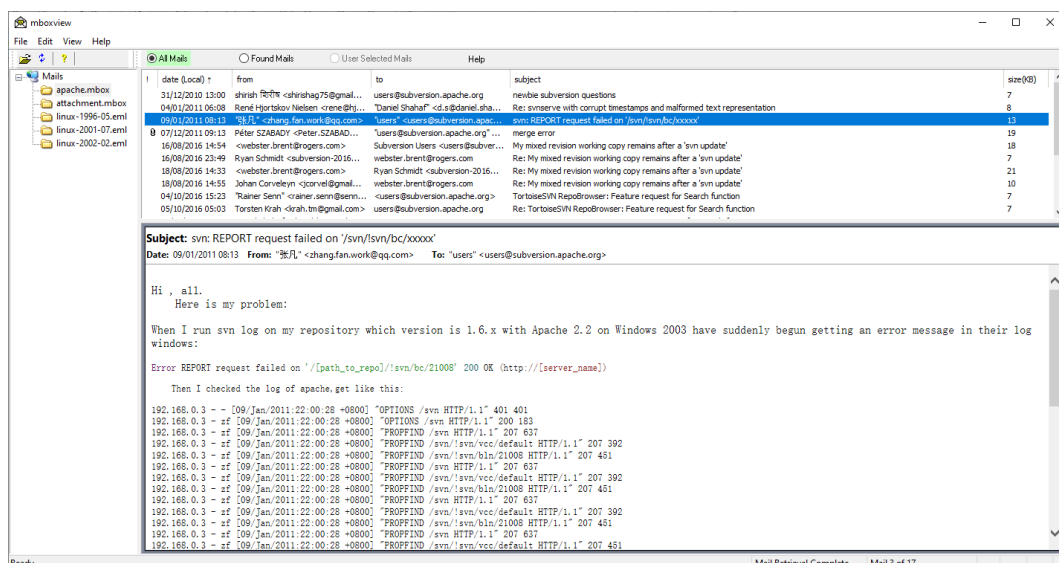 mboxview
File Edit View Help
All Mails Found Mails User Selected Mails Help
Mails
apache.mbox
attachment.mbox
linux-1996-05.eml
linux-2001-07.eml
linux-2002-02.eml
! date (Local) ↑ from to subject size(KB)
31/12/2010 13:00 shirish शिरीष <shirishag75@gmail... users@subversion.apache.org newbie subversion questions 7
04/01/2011 06:08 René Hjortskov Nielsen <rene@hj... "Daniel Shahaf" <d.s@daniel.sha... Re: svnserve with corrupt timestamps and malformed text representation 8
09/01/2011 08:13 "张凡" <zhang.fan.work@qq.com> "users" <users@subversion.apac... svn: REPORT request failed on '/svn/!svn/bc/xxxxx' 13
07/12/2011 09:13 Péter SZABADY <Peter.SZABAD... "users@subversion.apache.org" ... merge error 19
16/08/2016 14:54 <webster.brent@rogers.com> Subversion Users <users@subver... My mixed revision working copy remains after a 'svn update' 18
16/08/2016 23:49 Ryan Schmidt <subversion-2016... webster.brent@rogers.com Re: My mixed revision working copy remains after a 'svn update' 7
18/08/2016 14:33 <webster.brent@rogers.com> Ryan Schmidt <subversion-2016... Re: My mixed revision working copy remains after a 'svn update' 21
18/08/2016 14:55 Johan Corveleyn <jcorvel@gmail... webster.brent@rogers.com Re: My mixed revision working copy remains after a 'svn update' 10
04/10/2016 15:23 "Rainer Senn" <rainer.senn@senn... <users@subversion.apache.org> TortoiseSVN RepoBrowser: Feature request for Search function 7
05/10/2016 05:03 Torsten Krah <krah.tm@gmail.com> users@subversion.apache.org Re: TortoiseSVN RepoBrowser: Feature request for Search function 7
Subject: svn: REPORT request failed on '/svn/!svn/bc/xxxxx'
Date: 09/01/2011 08:13 From: "张凡" <zhang.fan.work@qq.com> To: "users" <users@subversion.apache.org>
Hi , all.
Here is my problem:
When I run svn log on my repository which version is 1.6.x with Apache 2.2 on Windows 2003 have suddenly begun getting an error message in their log
windows:
Error REPORT request failed on '/[path_to_repo]/!svn/bc/21008' 200 OK (http://[server_name])
Then I checked the log of apache,get like this:
192.168.0.3 - - [09/Jan/2011:22:00:28 +0800] "OPTIONS /svn HTTP/1.1" 401 401
192.168.0.3 - zf [09/Jan/2011:22:00:28 +0800] "OPTIONS /svn HTTP/1.1" 200 183
192.168.0.3 - zf [09/Jan/2011:22:00:28 +0800] "PROPFIND /svn HTTP/1.1" 207 637
192.168.0.3 - zf [09/Jan/2011:22:00:28 +0800] "PROPFIND /svn/!svn/vcc/default HTTP/1.1" 207 392
192.168.0.3 - zf [09/Jan/2011:22:00:28 +0800] "PROPFIND /svn/!svn/bln/21008 HTTP/1.1" 207 451
192.168.0.3 - zf [09/Jan/2011:22:00:28 +0800] "PROPFIND /svn HTTP/1.1" 207 637
192.168.0.3 - zf [09/Jan/2011:22:00:28 +0800] "PROPFIND /svn/!svn/vcc/default HTTP/1.1" 207 392
192.168.0.3 - zf [09/Jan/2011:22:00:28 +0800] "PROPFIND /svn/!svn/bln/21008 HTTP/1.1" 207 451
192.168.0.3 - zf [09/Jan/2011:22:00:28 +0800] "PROPFIND /svn HTTP/1.1" 207 637
192.168.0.3 - zf [09/Jan/2011:22:00:28 +0800] "PROPFIND /svn/!svn/vcc/default HTTP/1.1" 207 392
192.168.0.3 - zf [09/Jan/2011:22:00:28 +0800] "PROPFIND /svn/!svn/bln/21008 HTTP/1.1" 207 451
192.168.0.3 - zf [09/Jan/2011:22:00:28 +0800] "PROPFIND /svn HTTP/1.1" 207 637
192.168.0.3 - zf [09/Jan/2011:22:00:28 +0800] "PROPFIND /svn/!svn/vcc/default HTTP/1.1" 207 451
Ready Mail Retrieval Complete Mail 3 of 17